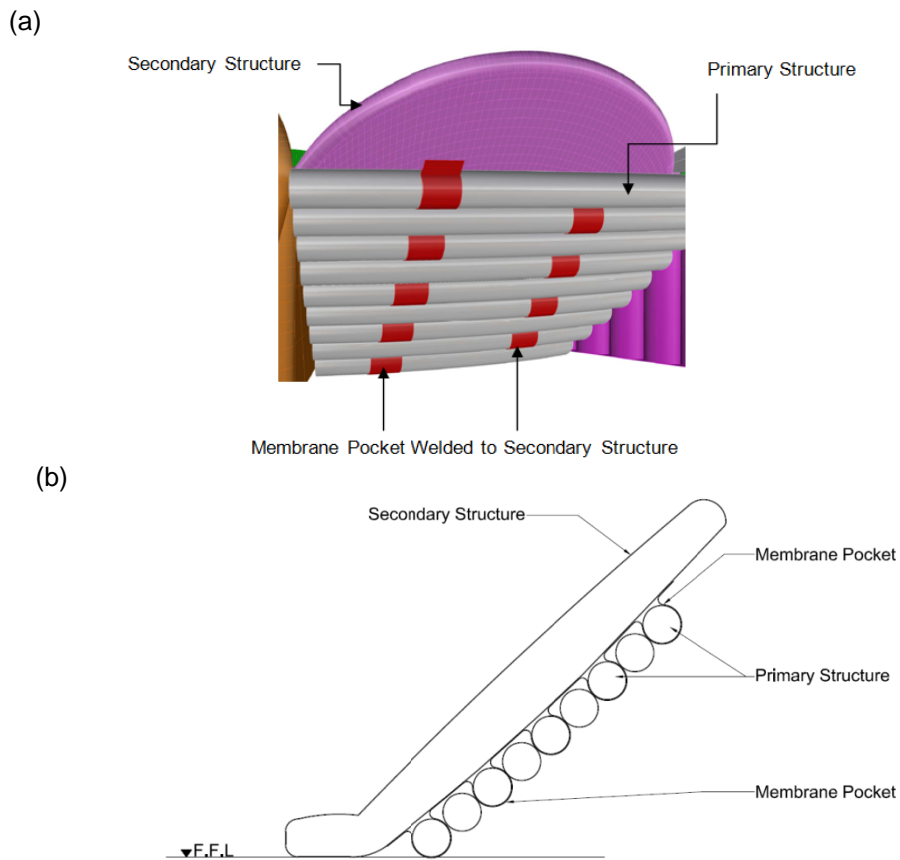 (a)
Secondary Structure
Primary Structure
Membrane Pocket Welded to Secondary Structure
(b)
Secondary Structure
Membrane Pocket
Primary Structure
Membrane Pocket
F.F.L